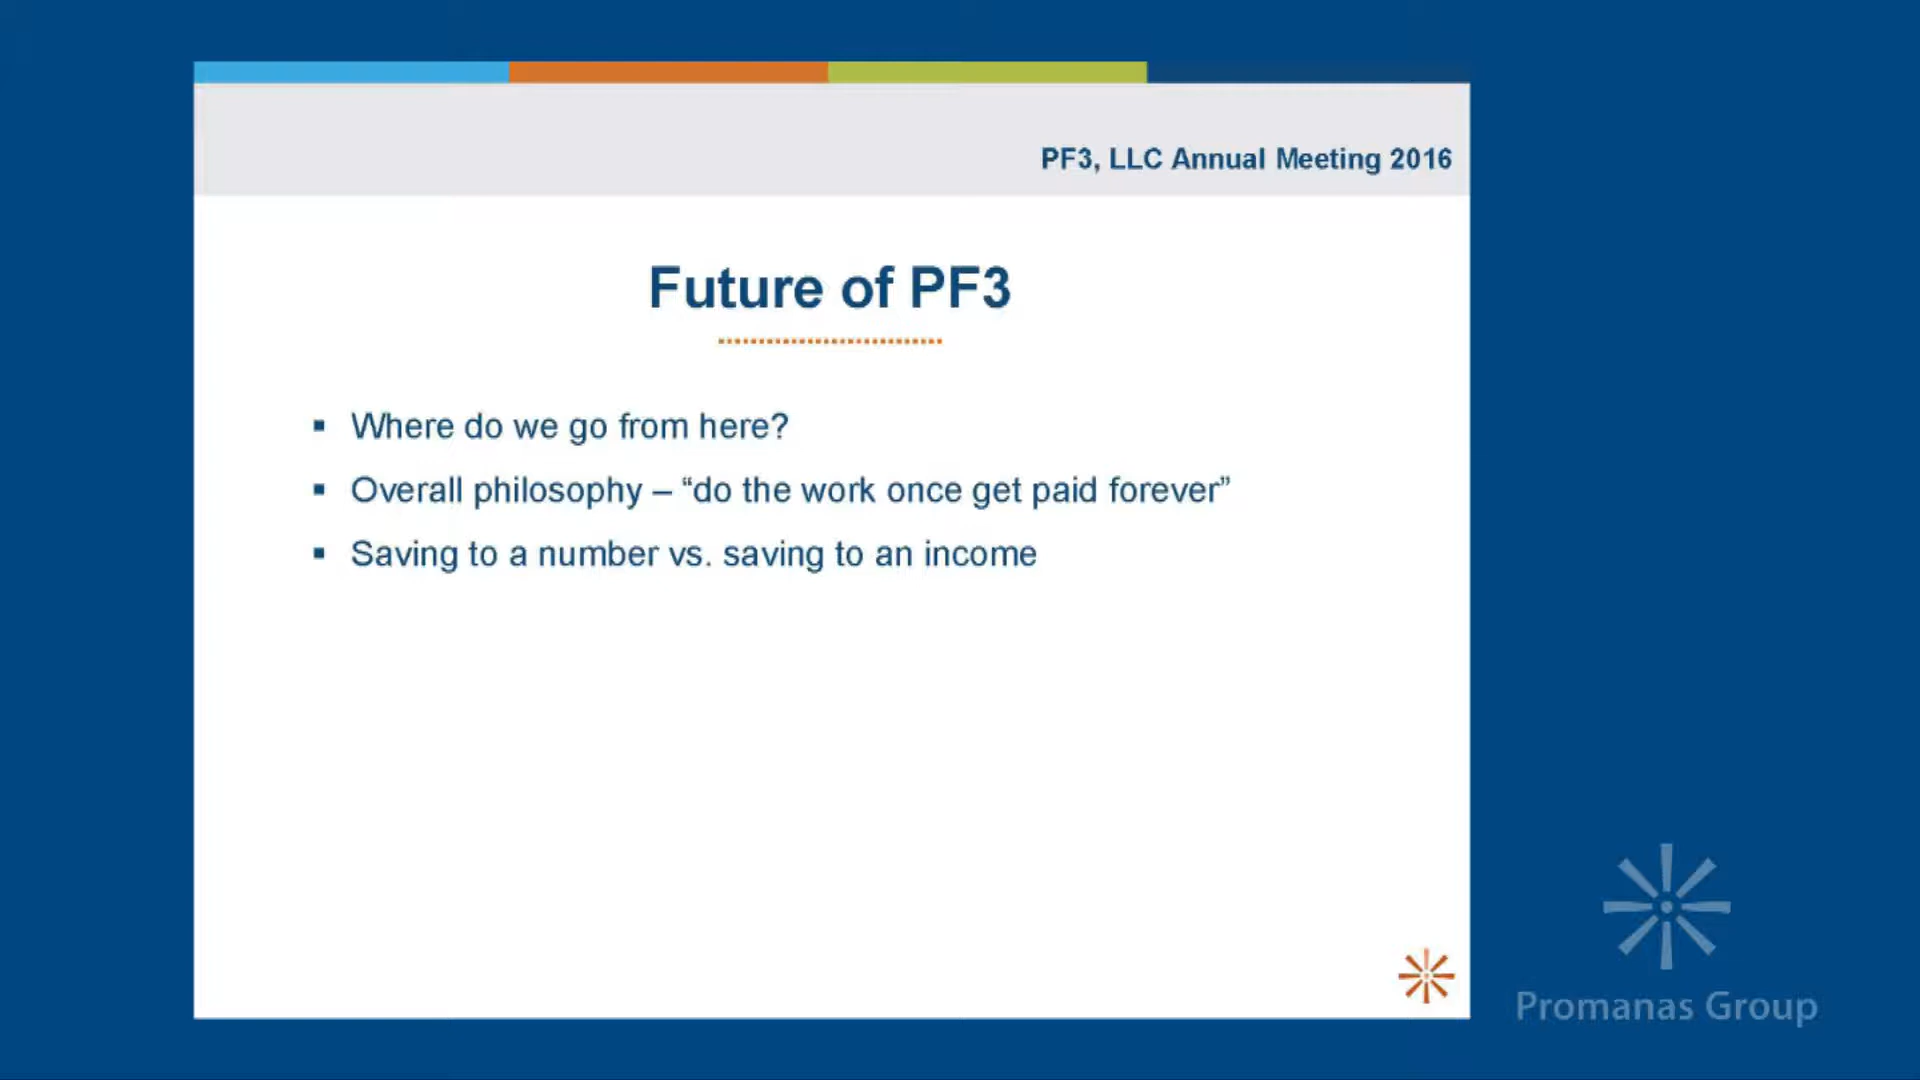 PF3, LLC Annual Meeting 2016
Future of PF3
▪ Where do we go from here?
▪ Overall philosophy – “do the work once get paid forever”
▪ Saving to a number vs. saving to an income
Promanas Group